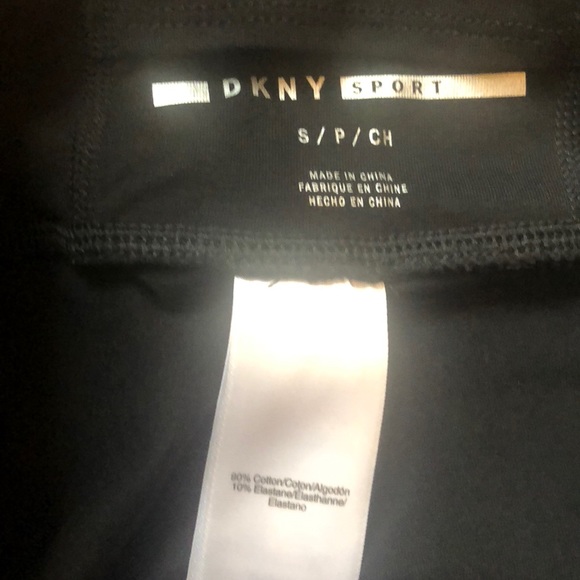 DKNY SPORT
S / P / CH
MADE IN CHINA
FABRIQUE EN CHINE
HECHO EN CHINA
90% Cotton/Coton/Algodón
10% Elastane/Elasthanne/
Elastano